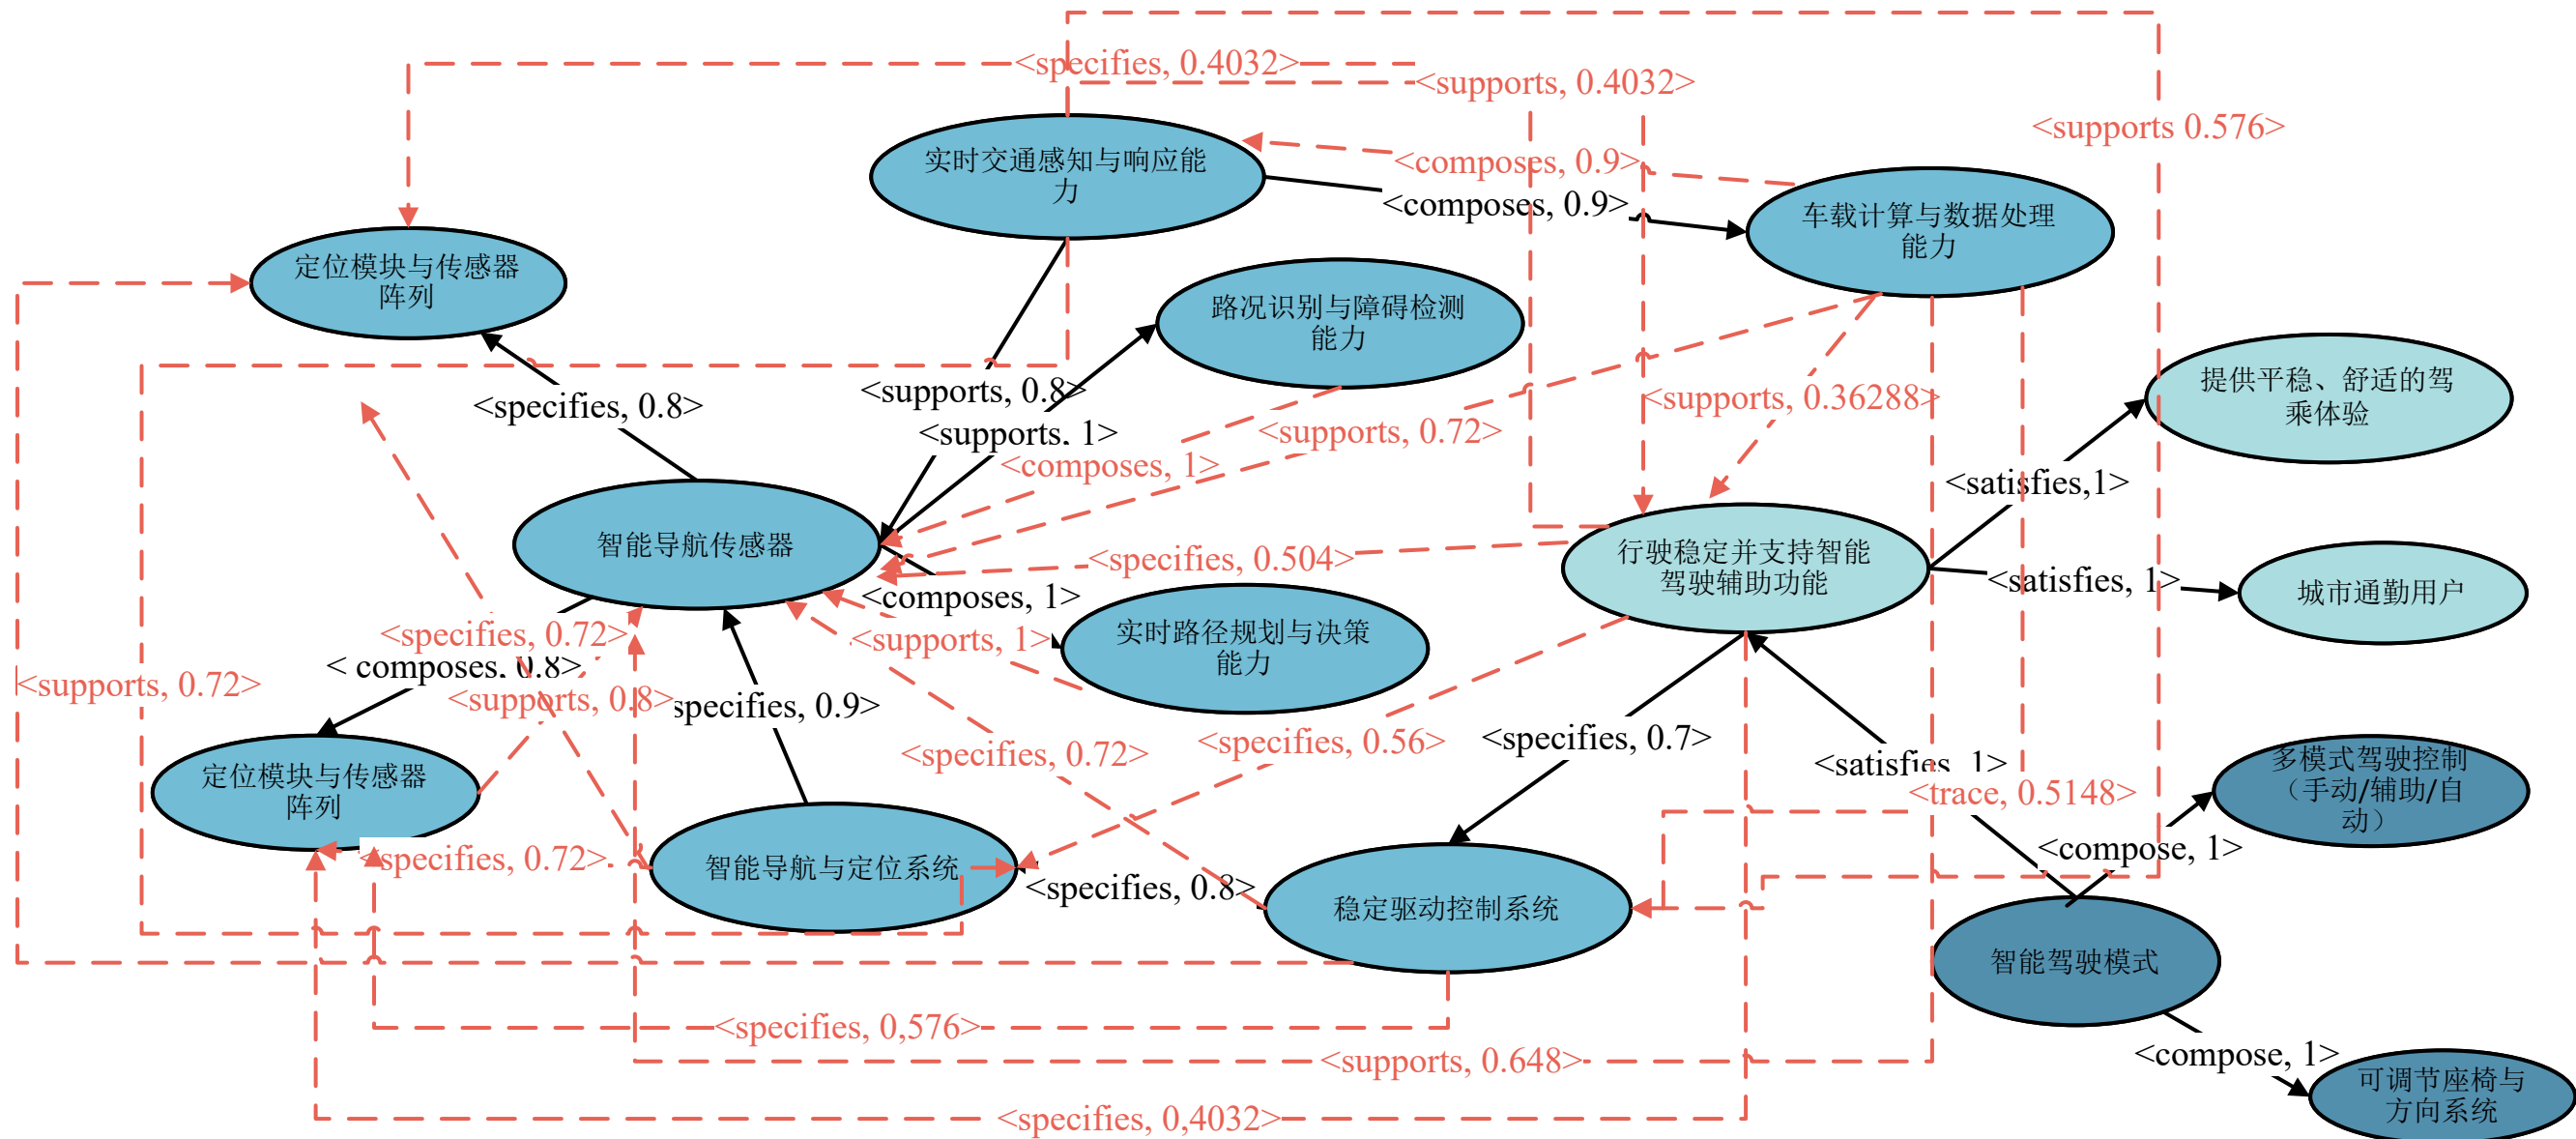 <specifies, 0.4032>
<supports, 0.4032>
<supports 0.576>
实时交通感知与响应能
力
<composes, 0.9>
<composes, 0.9>
车载计算与数据处理
能力
定位模块与传感器
阵列
路况识别与障碍检测
能力
提供平稳、舒适的驾
乘体验
<supports, 0.8>
<specifies, 0.8>
<supports, 0.36288>
<supports, 1>
<supports, 0.72>
<composes, 1>
<satisfies,1>
智能导航传感器
<specifies, 0.504>
行驶稳定并支持智能
驾驶辅助功能
<satisfies, 1>
城市通勤用户
<composes, 1>
<specifies, 0.72>
<supports, 1>
实时路径规划与决策
能力
< composes, 0.8>
<supports, 0.72>
<supports, 0.8>
specifies, 0.9>
<specifies, 0.72>
<specifies, 0.56>
<specifies, 0.7>
<satisfies, 1>
<trace, 0.5148>
多模式驾驶控制
（手动/辅助/自
动）
定位模块与传感器
阵列
<compose, 1>
<specifies, 0.72>
智能导航与定位系统
<specifies, 0.8>
稳定驱动控制系统
智能驾驶模式
<specifies, 0,576>
<supports, 0.648>
<compose, 1>
可调节座椅与
方向系统
<specifies, 0,4032>